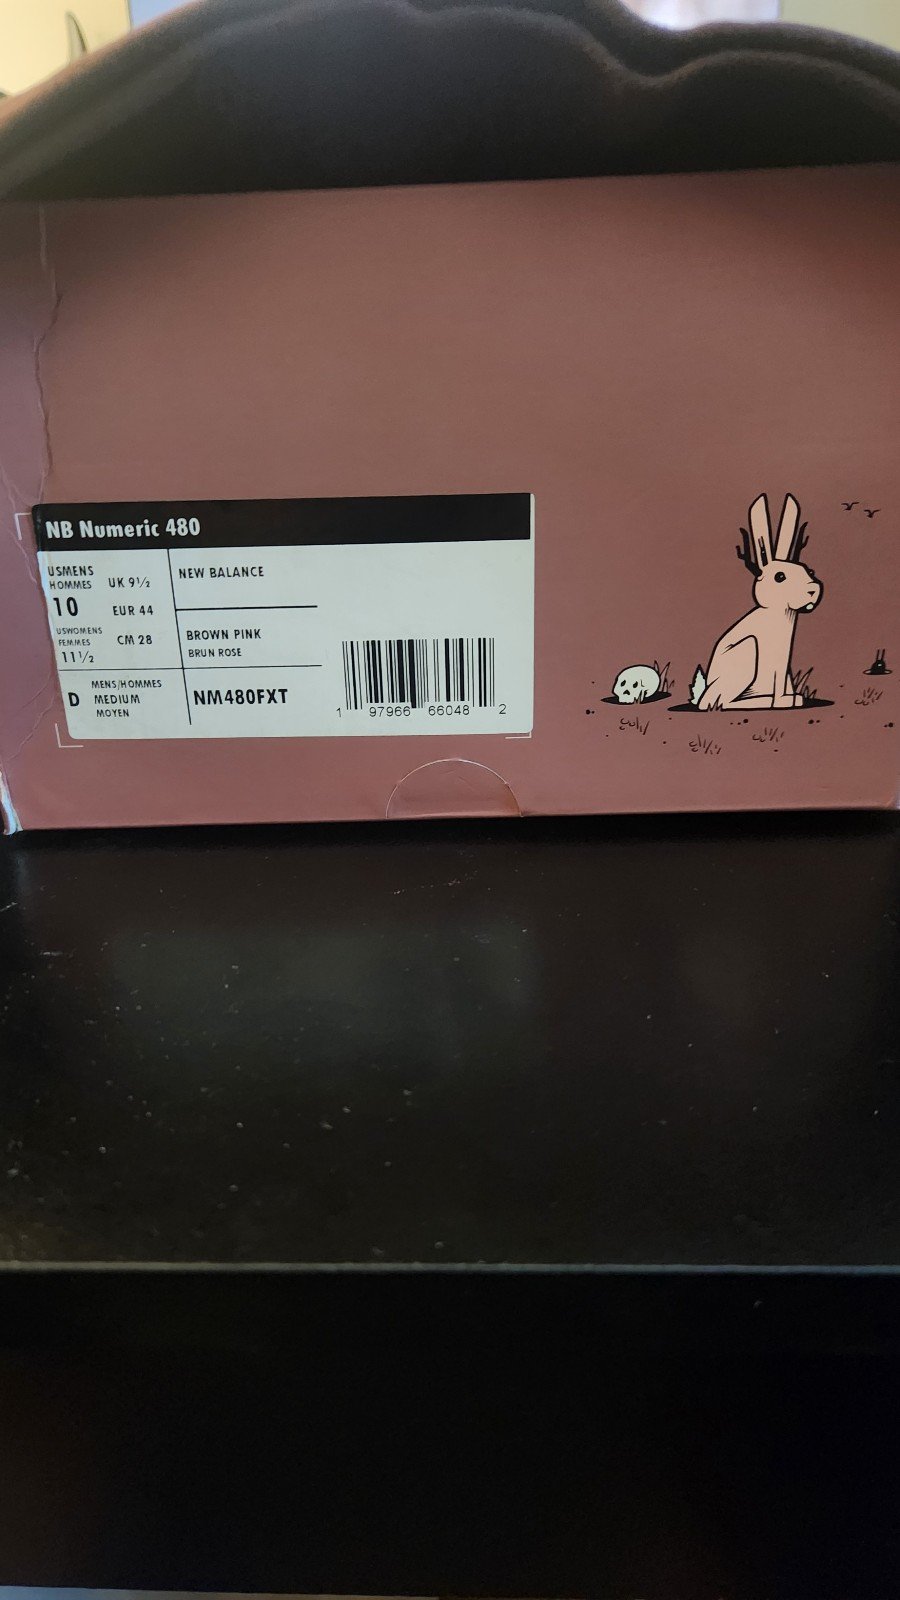 NB Numeric 480
USMENS
HOMMES
10
UK 9½
EUR 44
CM 28
USWOMENS
FEMMES
11½
NEW BALANCE
BROWN PINK
BRUN ROSE
D
MENS/HOMMES
MEDIUM
MOYEN
NM480FXT
1 97966 66048 2